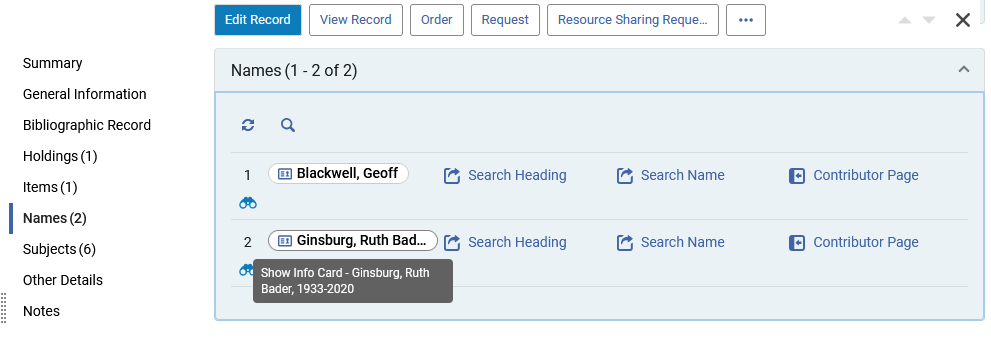 Edit Record View Record Order Request Resource Sharing Reque...
Summary
General Information
Bibliographic Record
Holdings (1)
Items (1)
Names (2)
Subjects (6)
Other Details
Notes
Names (1 - 2 of 2)
1 Blackwell, Geoff Search Heading Search Name Contributor Page
2 Ginsburg, Ruth Bad... Search Heading Search Name Contributor Page
Show Info Card - Ginsburg, Ruth
Bader, 1933-2020